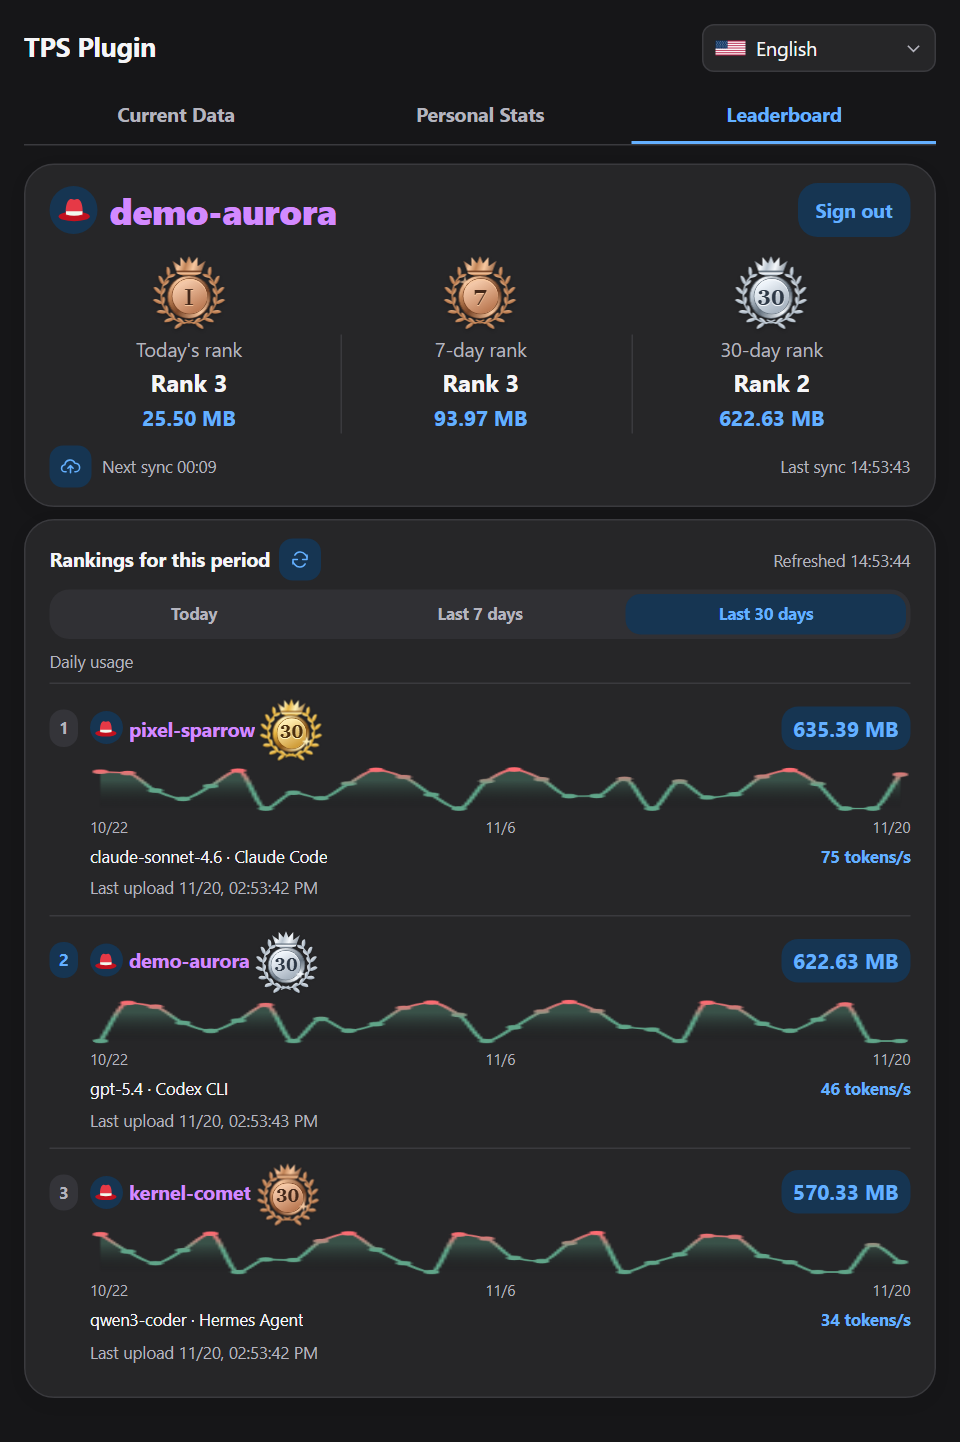 TPS Plugin
English
Current Data
Personal Stats
Leaderboard
demo-aurora
Sign out
1
7
30
Today's rank
7-day rank
30-day rank
Rank 3
Rank 3
Rank 2
25.50 MB
93.97 MB
622.63 MB
Next sync 00:09
Last sync 14:53:43
Rankings for this period
Refreshed 14:53:44
Today
Last 7 days
Last 30 days
Daily usage
1
pixel-sparrow
30
635.39 MB
10/22
11/6
11/20
claude-sonnet-4.6 · Claude Code
75 tokens/s
Last upload 11/20, 02:53:42 PM
2
demo-aurora
30
622.63 MB
10/22
11/6
11/20
gpt-5.4 · Codex CLI
46 tokens/s
Last upload 11/20, 02:53:43 PM
3
kernel-comet
30
570.33 MB
10/22
11/6
11/20
qwen3-coder · Hermes Agent
34 tokens/s
Last upload 11/20, 02:53:42 PM